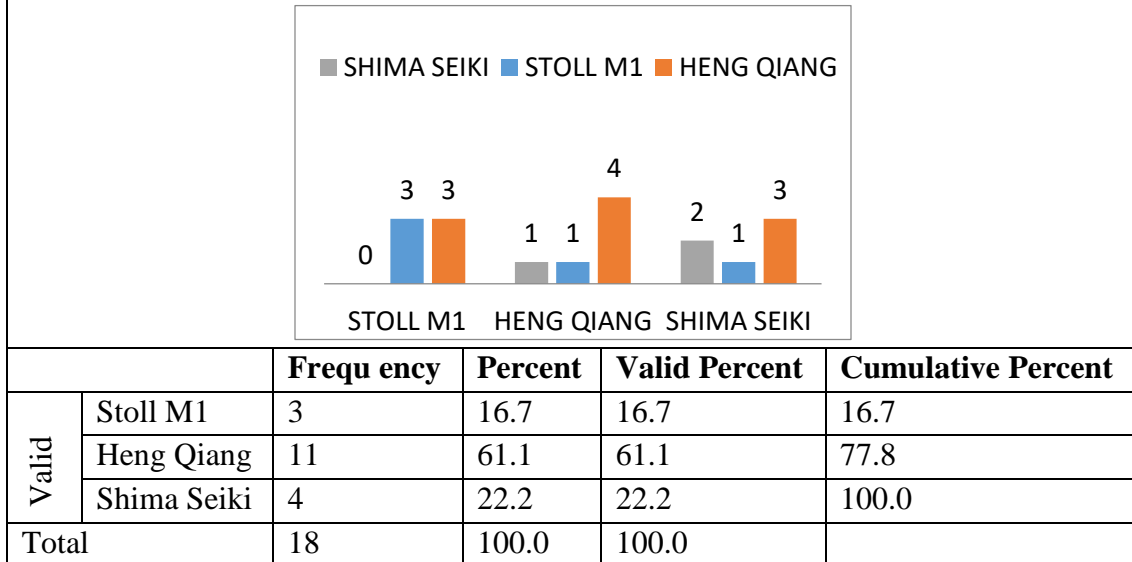 SHIMA SEIKI STOLL M1 HENG QIANG
4
3 3 3
2
1 1 1
0
STOLL M1 HENG QIANG SHIMA SEIKI
Frequ ency Percent Valid Percent Cumulative Percent
Valid
Stoll M1 3 16.7 16.7 16.7
Heng Qiang 11 61.1 61.1 77.8
Shima Seiki 4 22.2 22.2 100.0
Total 18 100.0 100.0